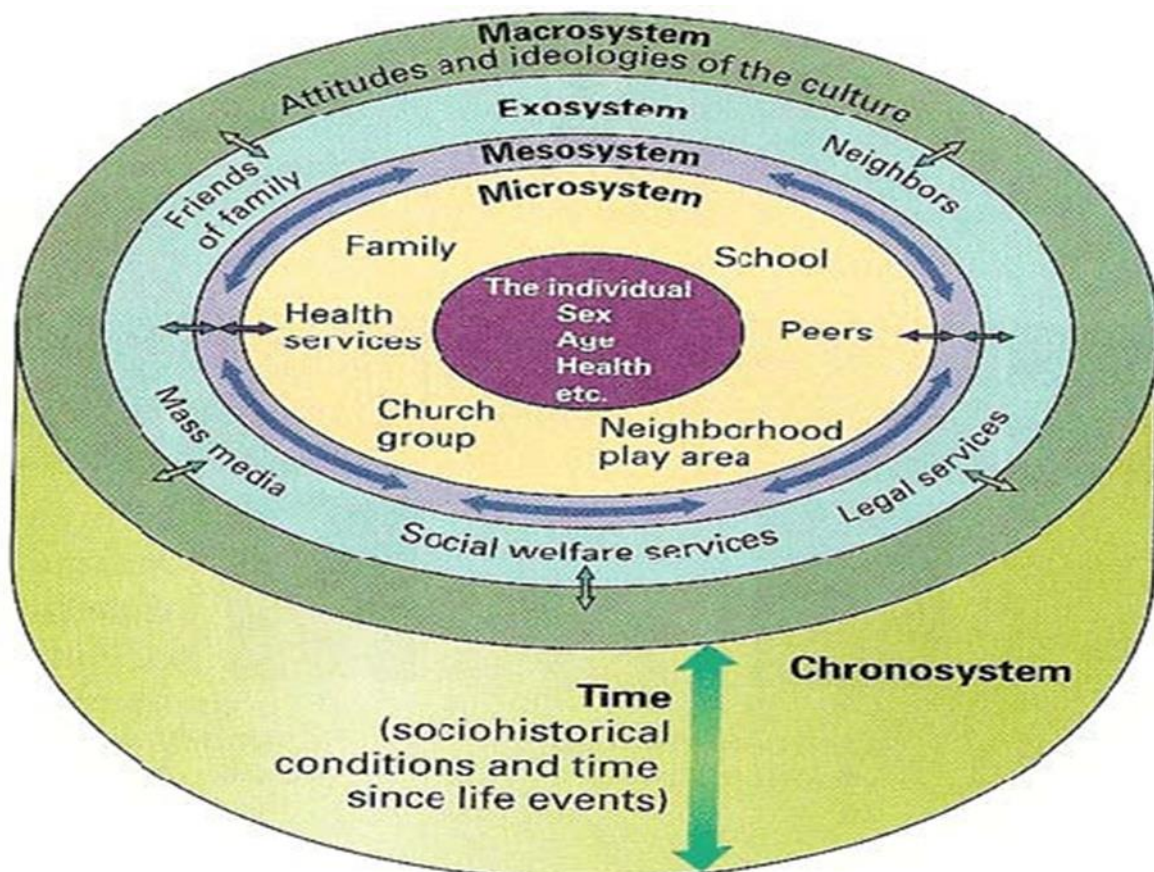 Macrosystem
Attitudes and ideologies of the culture
Exosystem
Mesosystem
Microsystem
Friends
of family
Neighbors
Family
School
The individual
Sex
Age
Health
etc.
Health
services
Peers
Church
group
Neighborhood
play area
Mass media
Legal services
Social welfare services
Chronosystem
Time
(sociohistorical
conditions and time
since life events)